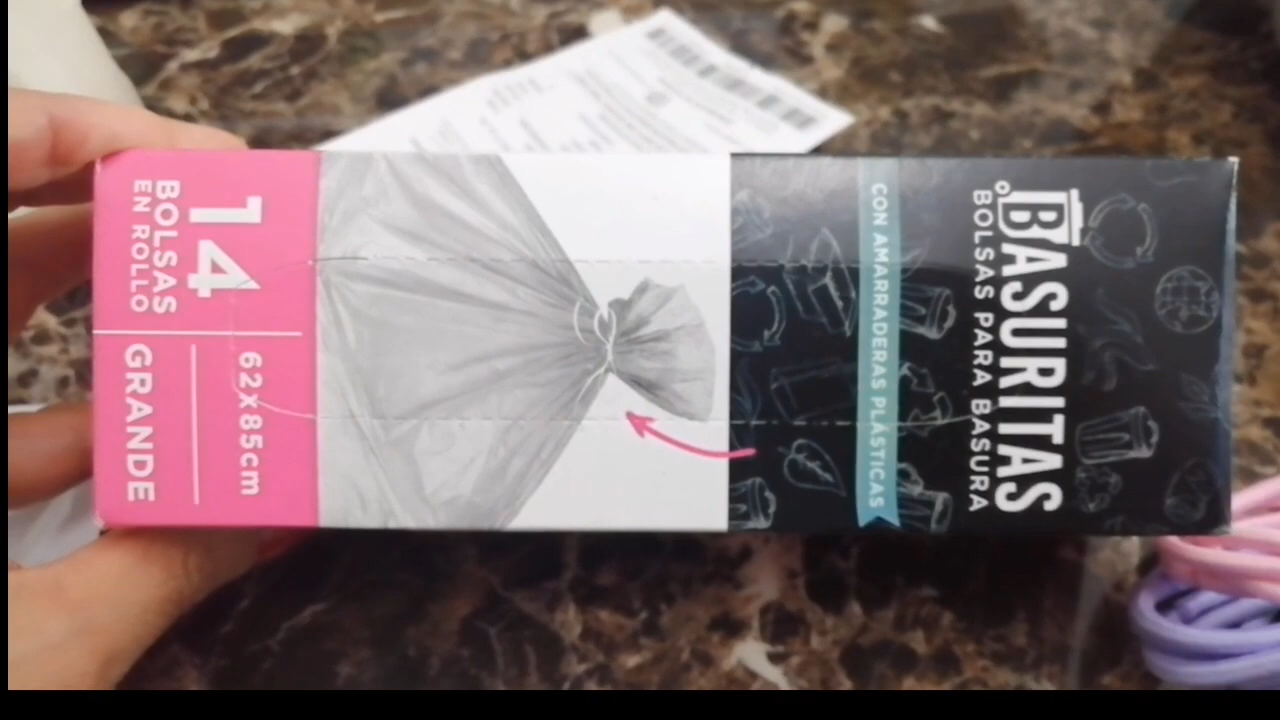 BASURITAS
BOLSAS PARA BASURA
CON AMARRADERAS PLÁSTICAS
14
BOLSAS
EN ROLLO
62x85cm
GRANDE